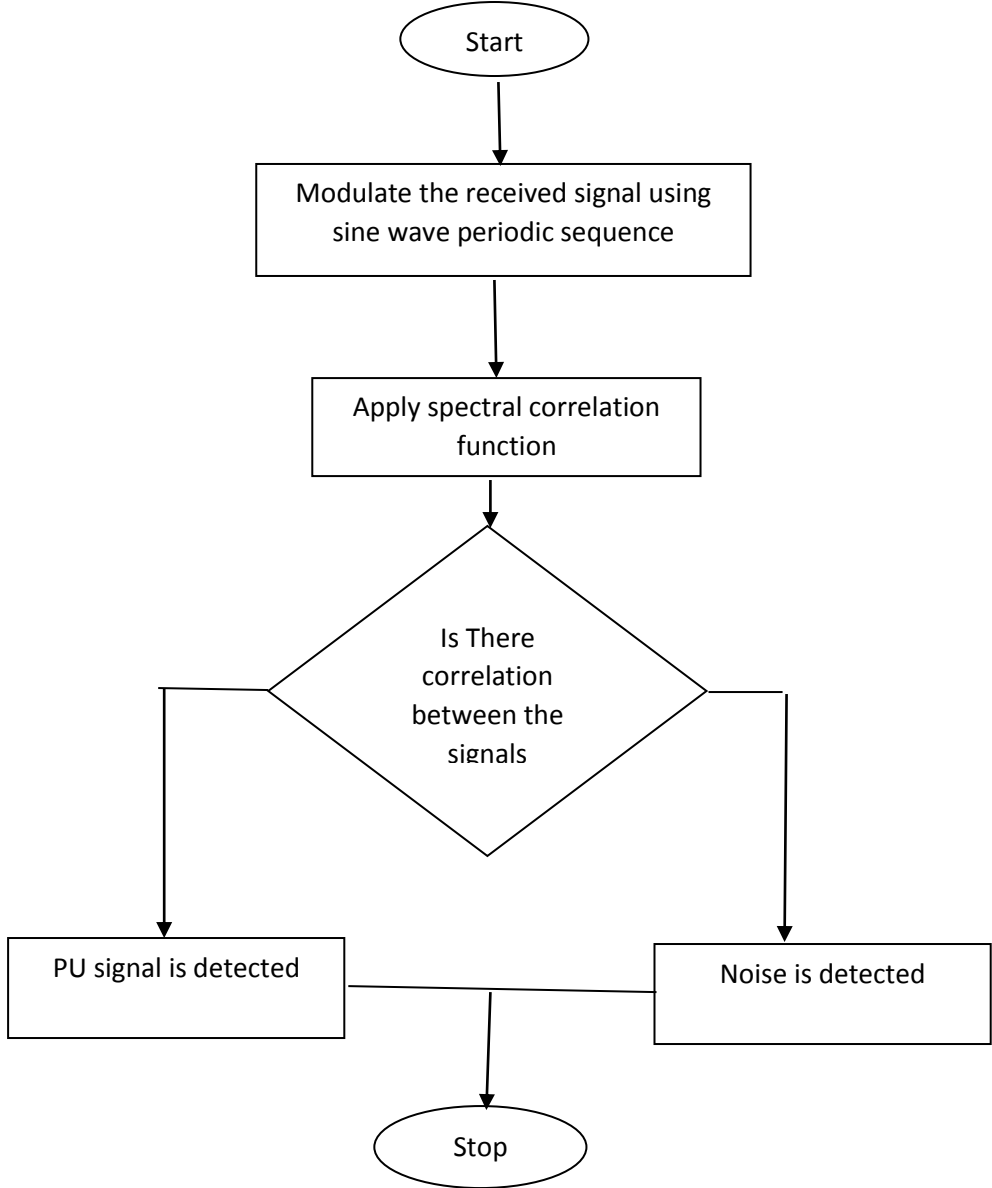 Start
Modulate the received signal using
sine wave periodic sequence
Apply spectral correlation
function
Is There
correlation
between the
signals
PU signal is detected
Noise is detected
Stop